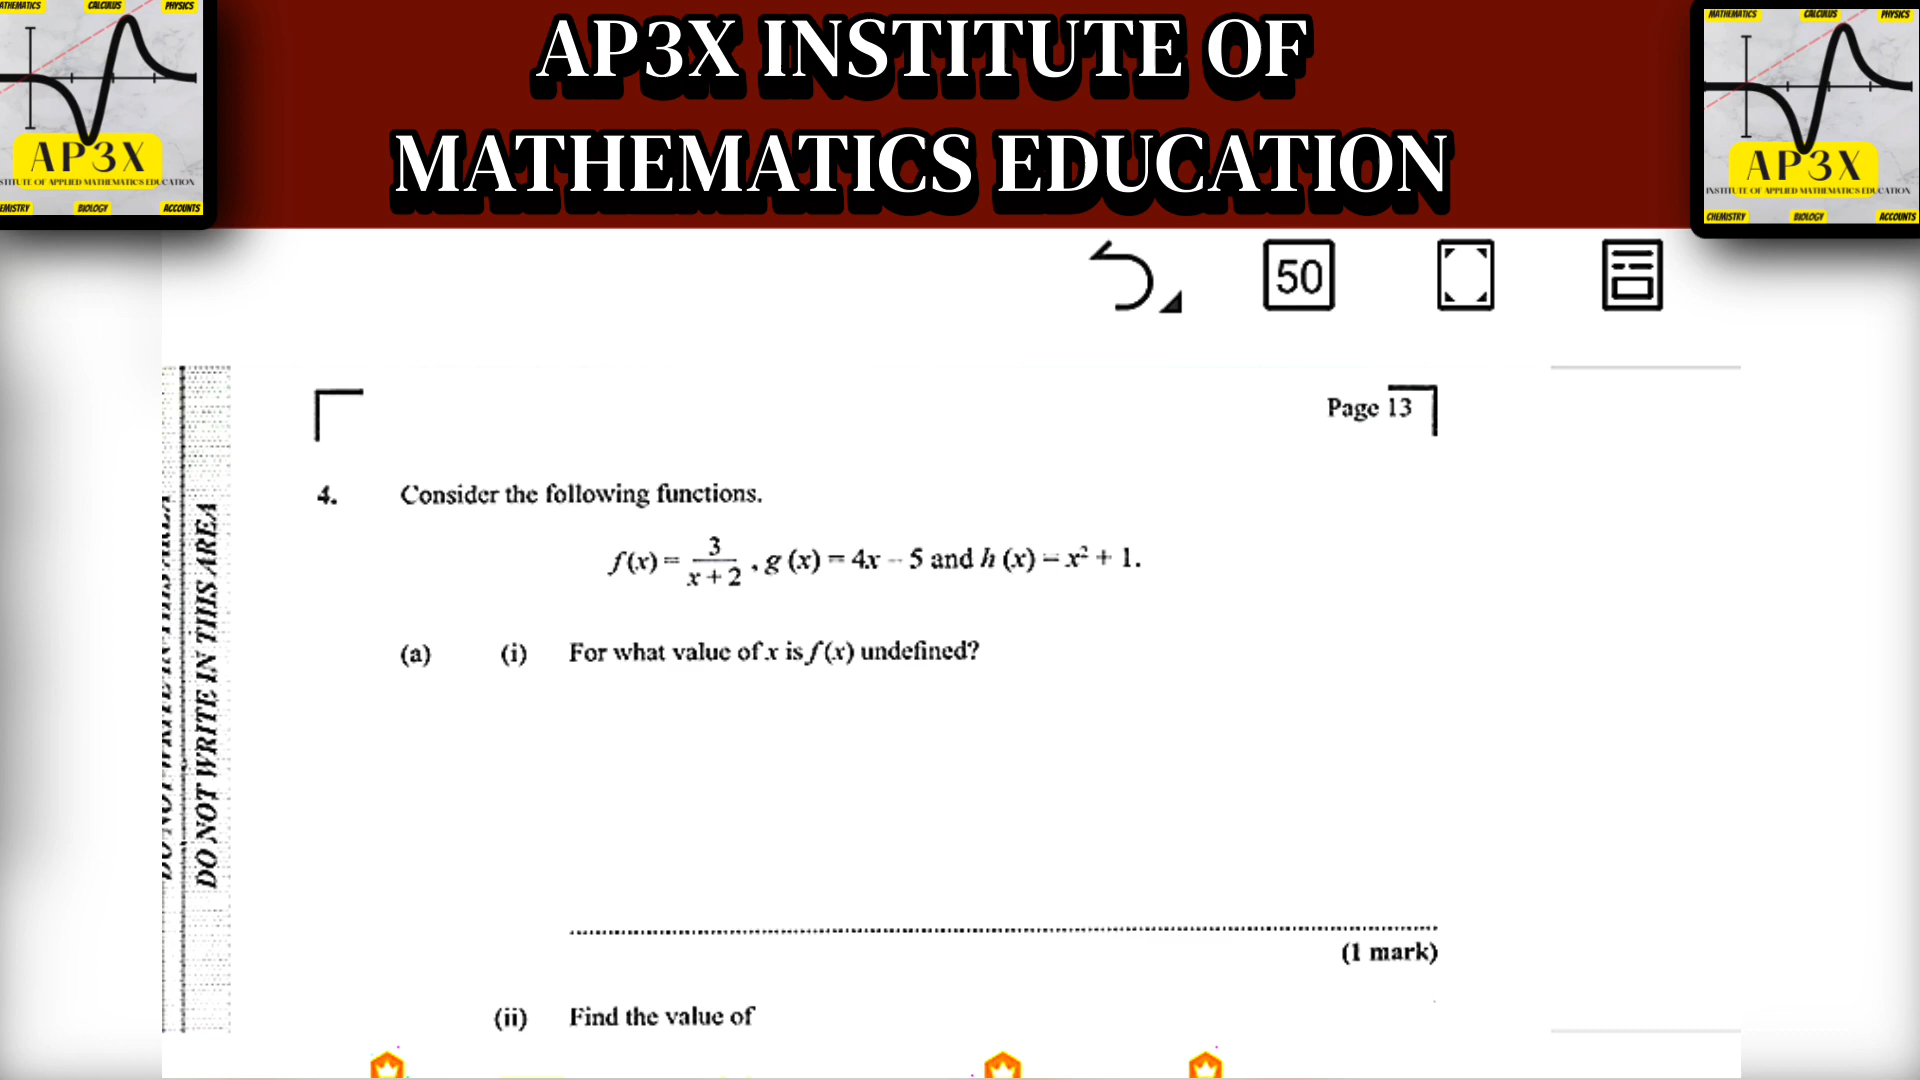 MATHEMATICS CALCULUS PHYSICS
AP3X
INSTITUTE OF APPLIED MATHEMATICS EDUCATION
CHEMISTRY BIOLOGY ACCOUNTS
AP3X INSTITUTE OF
MATHEMATICS EDUCATION
50
Page 13
DO NOT WRITE IN THIS AREA
4. Consider the following functions.
f(x) = 3/(x + 2), g (x) = 4x − 5 and h (x) = x² + 1.
(a) (i) For what value of x is f (x) undefined?
(1 mark)
(ii) Find the value of